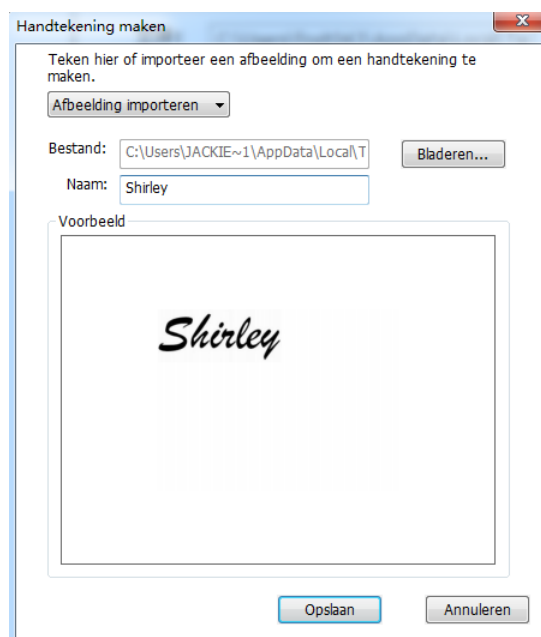 Handtekening maken
Teken hier of importeer een afbeelding om een handtekening te
maken.
Afbeelding importeren
Bestand: C:\Users\JACKIE~1\AppData\Local\T Bladeren...
Naam: Shirley
Voorbeeld
Shirley
Opslaan Annuleren